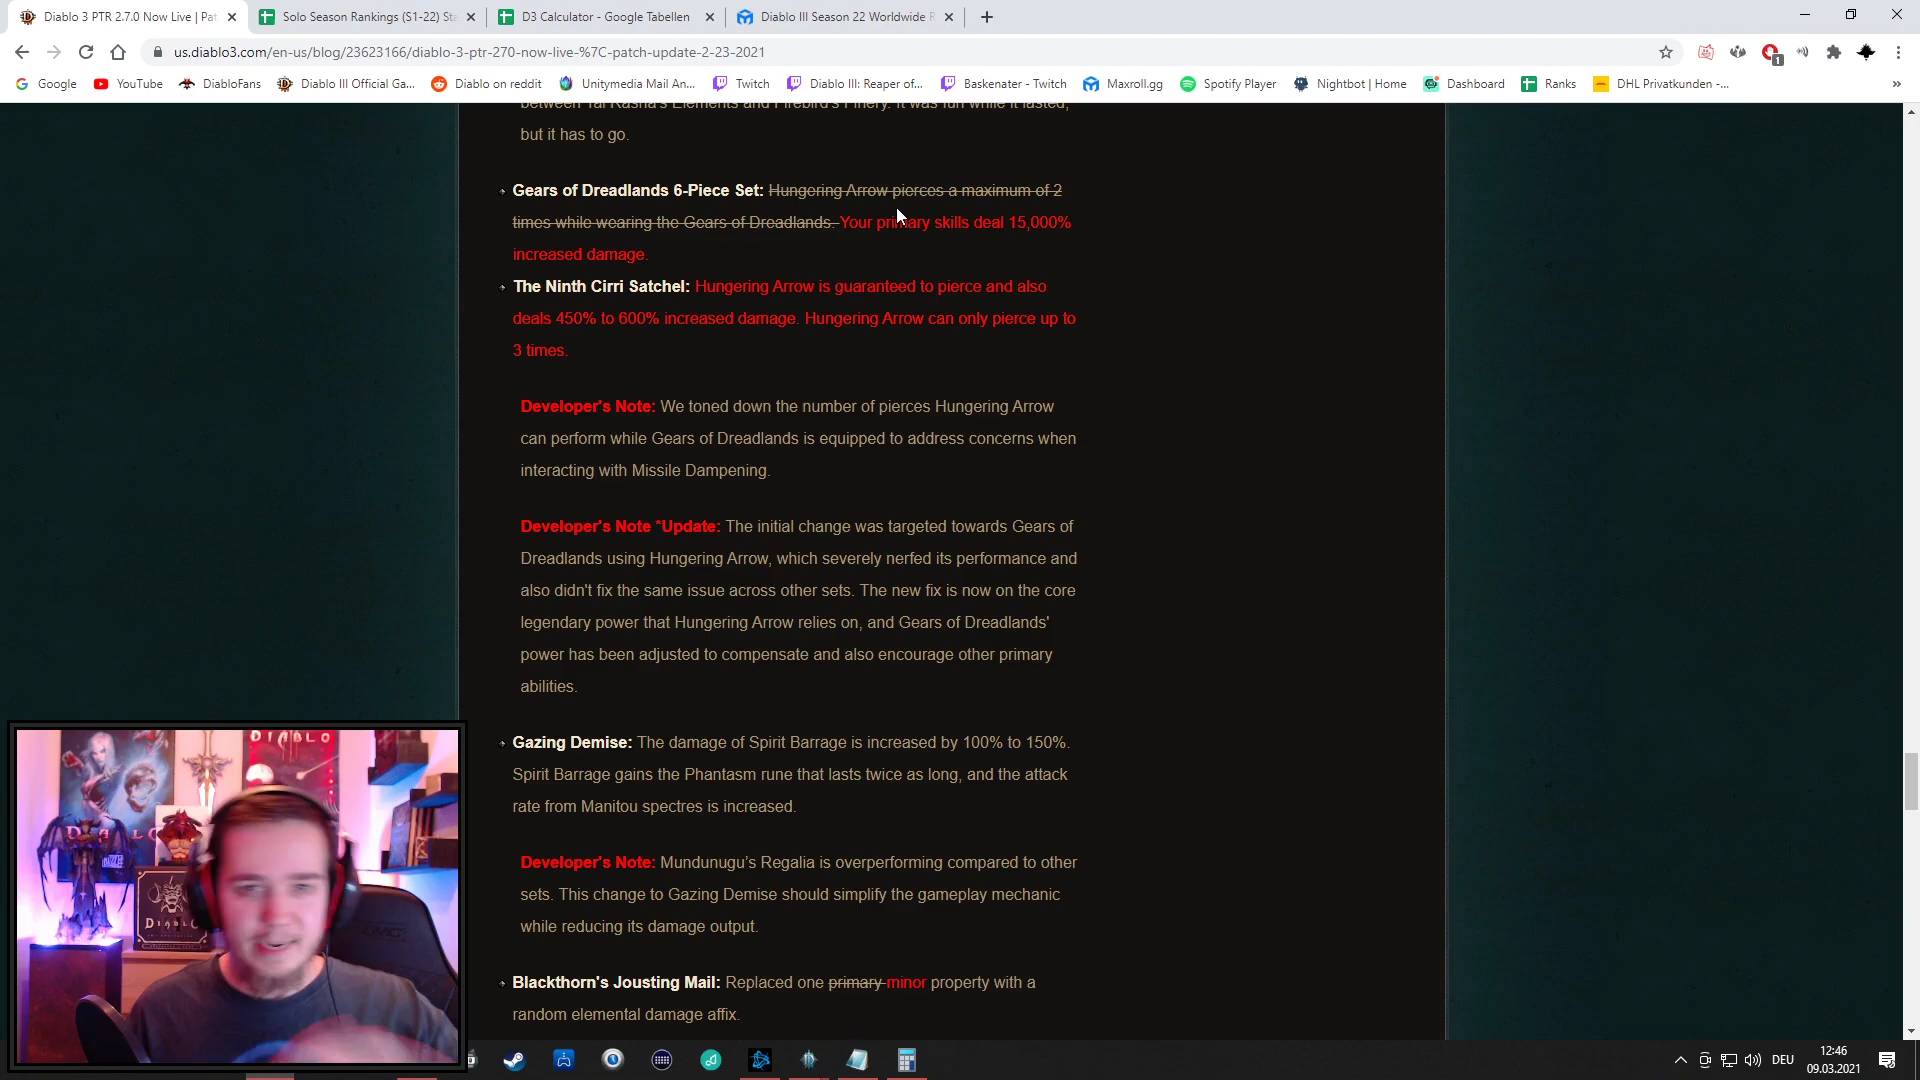 Diablo 3 PTR 2.7.0 Now Live | Pat
Solo Season Rankings (S1-22) Sta
D3 Calculator - Google Tabellen
Diablo III Season 22 Worldwide R
us.diablo3.com/en-us/blog/23623166/diablo-3-ptr-270-now-live-%7C-patch-update-2-23-2021
1
Google
YouTube
DiabloFans
Diablo III Official Ga...
Diablo on reddit
Unitymedia Mail An...
Twitch
Diablo III: Reaper of...
Baskenater - Twitch
Maxroll.gg
Spotify Player
Nightbot | Home
Dashboard
Ranks
DHL Privatkunden -...
»
between Tal Rasha's Elements and Firebird's Finery. It was fun while it lasted,
but it has to go.
Gears of Dreadlands 6-Piece Set: Hungering Arrow pierces a maximum of 2
times while wearing the Gears of Dreadlands. Your primary skills deal 15,000%
increased damage.
The Ninth Cirri Satchel: Hungering Arrow is guaranteed to pierce and also
deals 450% to 600% increased damage. Hungering Arrow can only pierce up to
3 times.
Developer's Note: We toned down the number of pierces Hungering Arrow
can perform while Gears of Dreadlands is equipped to address concerns when
interacting with Missile Dampening.
Developer's Note *Update: The initial change was targeted towards Gears of
Dreadlands using Hungering Arrow, which severely nerfed its performance and
also didn't fix the same issue across other sets. The new fix is now on the core
legendary power that Hungering Arrow relies on, and Gears of Dreadlands'
power has been adjusted to compensate and also encourage other primary
abilities.
Gazing Demise: The damage of Spirit Barrage is increased by 100% to 150%.
Spirit Barrage gains the Phantasm rune that lasts twice as long, and the attack
rate from Manitou spectres is increased.
Developer's Note: Mundunugu's Regalia is overperforming compared to other
sets. This change to Gazing Demise should simplify the gameplay mechanic
while reducing its damage output.
Blackthorn's Jousting Mail: Replaced one primary minor property with a
random elemental damage affix.
DIABLO
DIABLO
DEU
12:46
09.03.2021